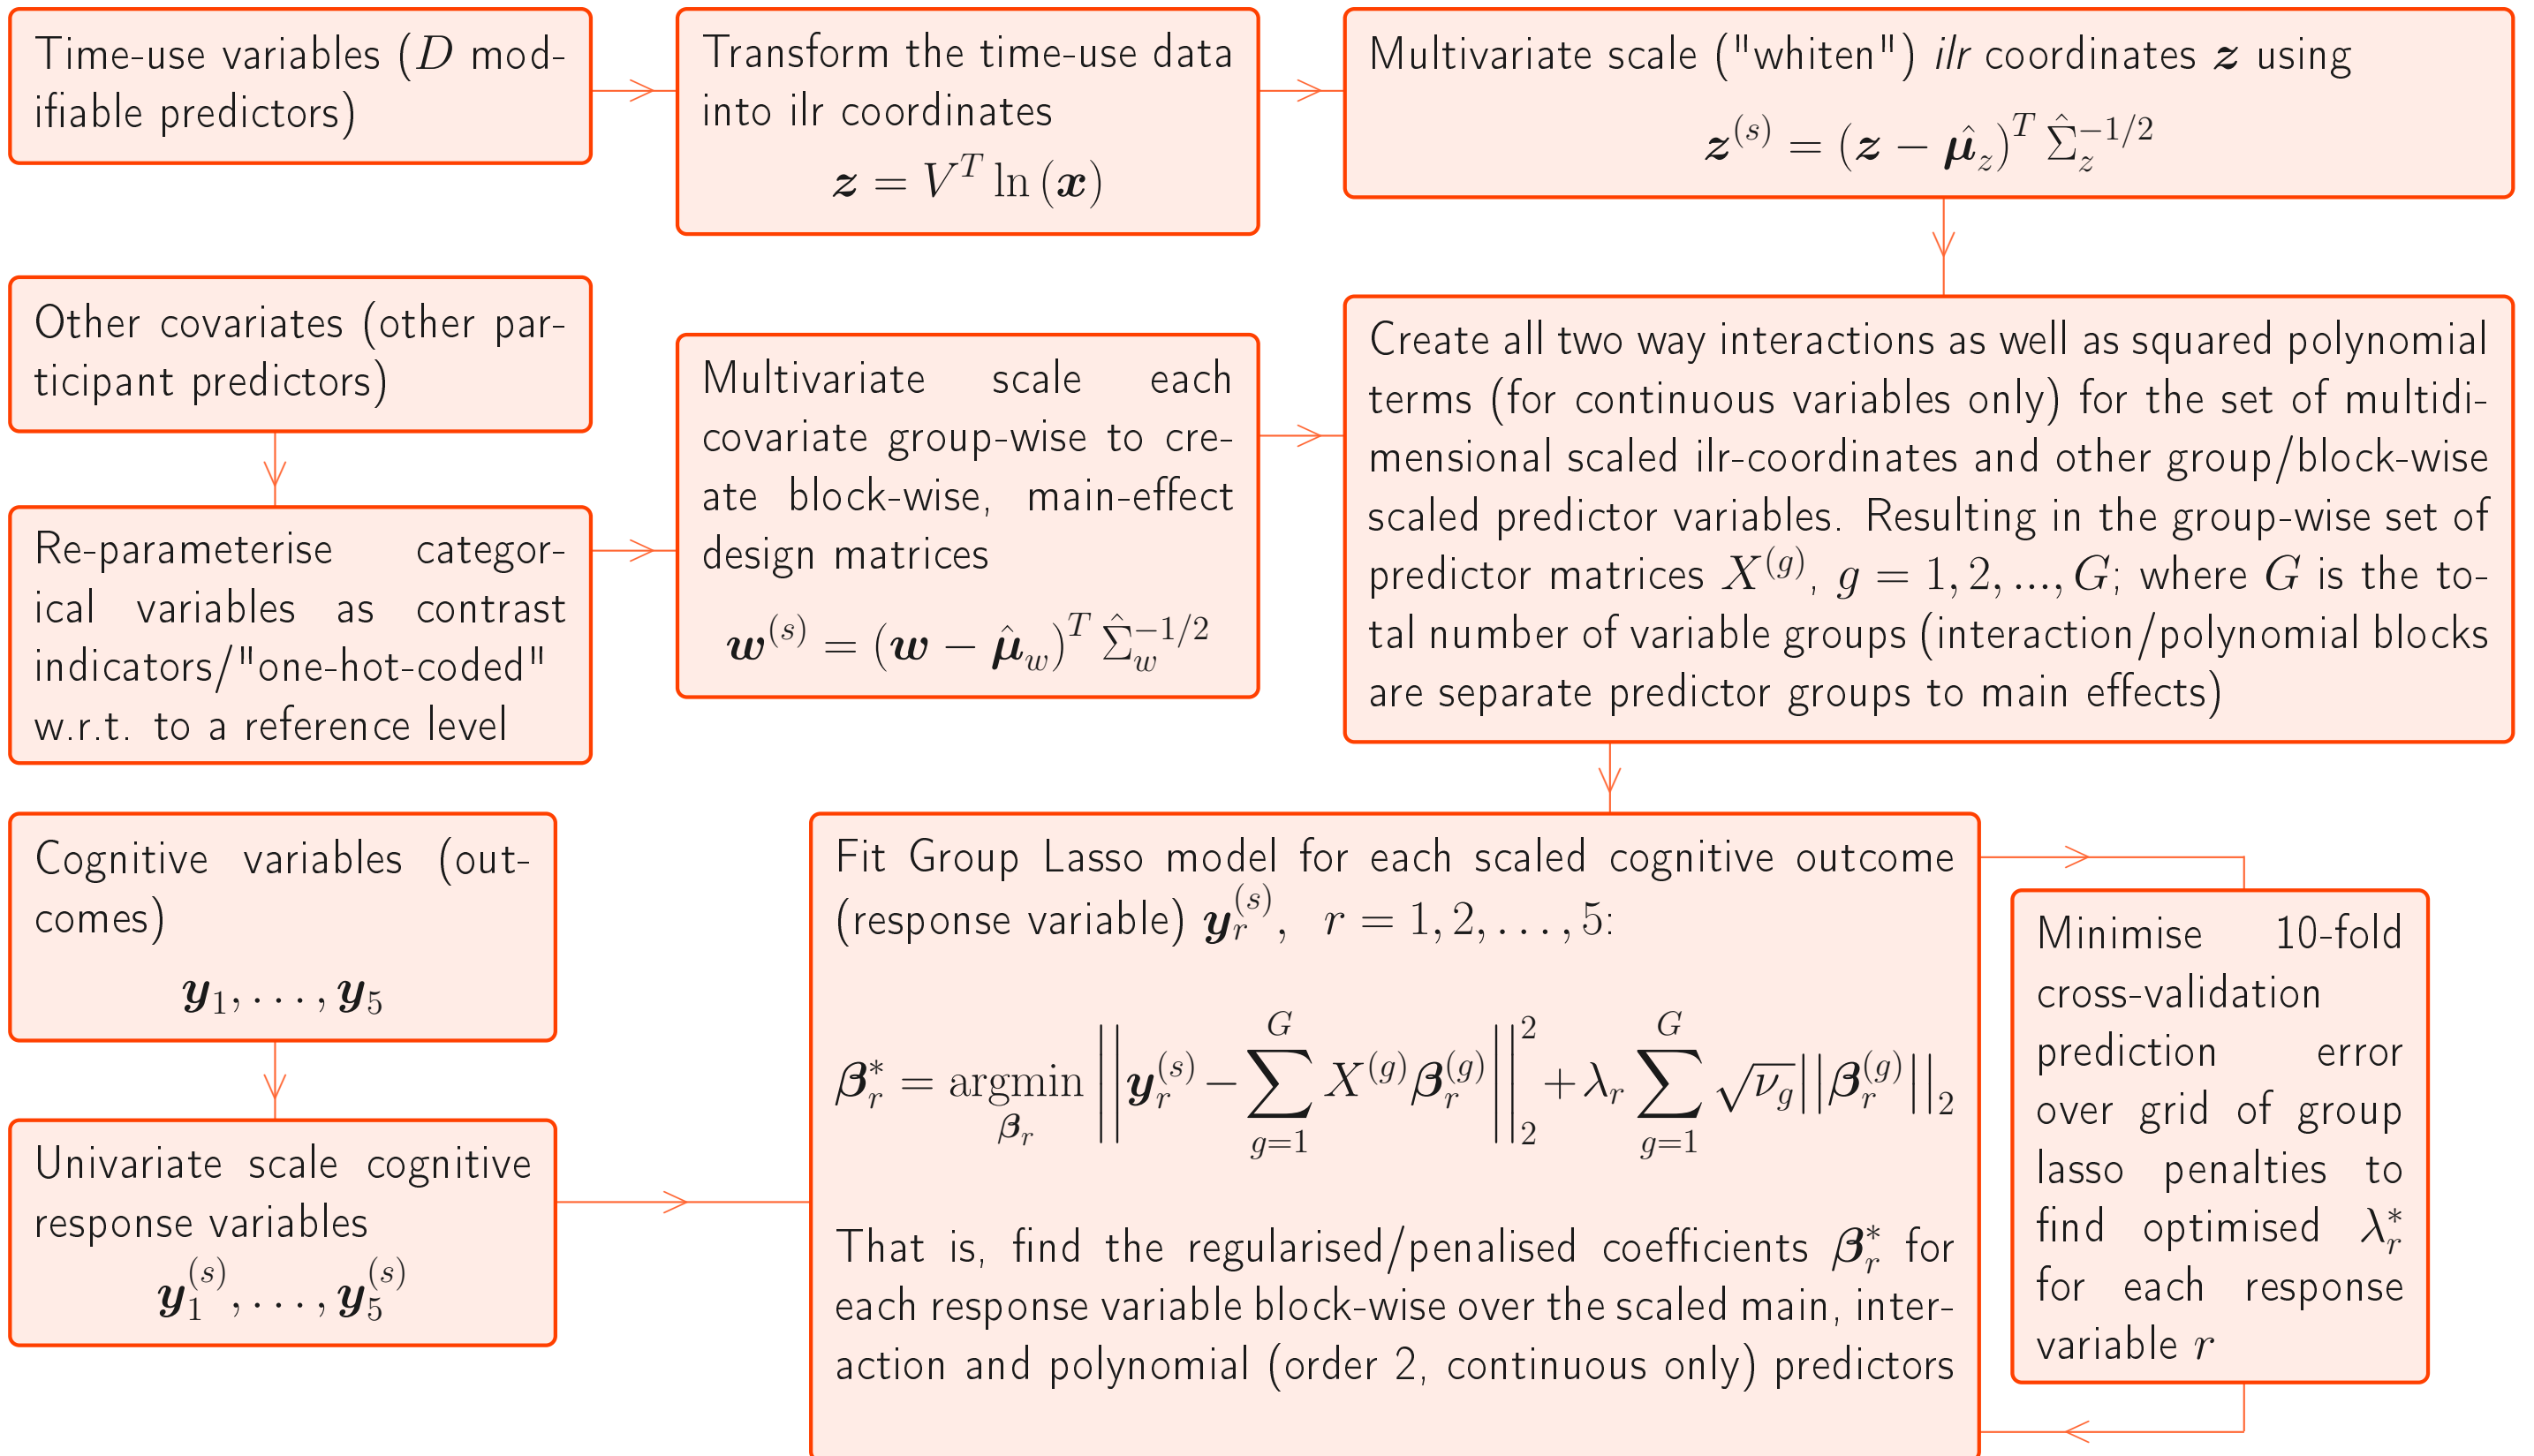 Time-use variables (D mod-
ifiable predictors)
Transform the time-use data
into ilr coordinates
z = V^T ln (x)
Multivariate scale ("whiten") ilr coordinates z using
z^(s) = (z − μ̂_z)^T Σ̂_z^−1/2
Other covariates (other par-
ticipant predictors)
Re-parameterise categor-
ical variables as contrast
indicators/"one-hot-coded"
w.r.t. to a reference level
Multivariate scale each
covariate group-wise to cre-
ate block-wise, main-effect
design matrices
w^(s) = (w − μ̂_w)^T Σ̂_w^−1/2
Create all two way interactions as well as squared polynomial
terms (for continuous variables only) for the set of multidi-
mensional scaled ilr-coordinates and other group/block-wise
scaled predictor variables. Resulting in the group-wise set of
predictor matrices X^(g), g = 1, 2, ..., G; where G is the to-
tal number of variable groups (interaction/polynomial blocks
are separate predictor groups to main effects)
Cognitive variables (out-
comes)
y_1, . . . , y_5
Univariate scale cognitive
response variables
y_1^(s), . . . , y_5^(s)
Fit Group Lasso model for each scaled cognitive outcome
(response variable) y_r^(s), r = 1, 2, . . . , 5:
β_r^* = argmin_{β_r} ||y_r^(s) − ∑_{g=1}^G X^(g) β_r^(g)||_2^2 + λ_r ∑_{g=1}^G √ν_g ||β_r^(g)||_2
That is, find the regularised/penalised coefficients β_r^* for
each response variable block-wise over the scaled main, inter-
action and polynomial (order 2, continuous only) predictors
Minimise 10-fold
cross-validation
prediction error
over grid of group
lasso penalties to
find optimised λ_r^*
for each response
variable r